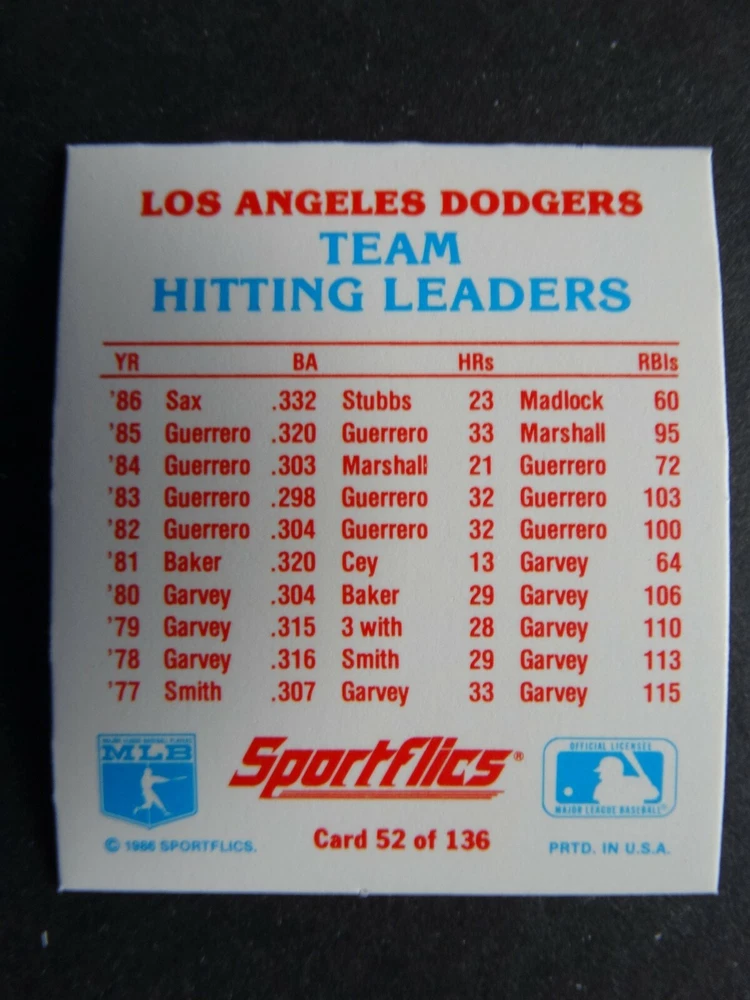 LOS ANGELES DODGERS
TEAM
HITTING LEADERS
YR BA HRs RBIs
'86 Sax .332 Stubbs 23 Madlock 60
'85 Guerrero .320 Guerrero 33 Marshall 95
'84 Guerrero .303 Marshall 21 Guerrero 72
'83 Guerrero .298 Guerrero 32 Guerrero 103
'82 Guerrero .304 Guerrero 32 Guerrero 100
'81 Baker .320 Cey 13 Garvey 64
'80 Garvey .304 Baker 29 Garvey 106
'79 Garvey .315 3 with 28 Garvey 110
'78 Garvey .316 Smith 29 Garvey 113
'77 Smith .307 Garvey 33 Garvey 115
MAJOR LEAGUE BASEBALL PLAYERS
MLB
Sportflics®
OFFICIAL LICENSEE
MAJOR LEAGUE BASEBALL
© 1986 SPORTFLICS.
Card 52 of 136
PRTD. IN U.S.A.